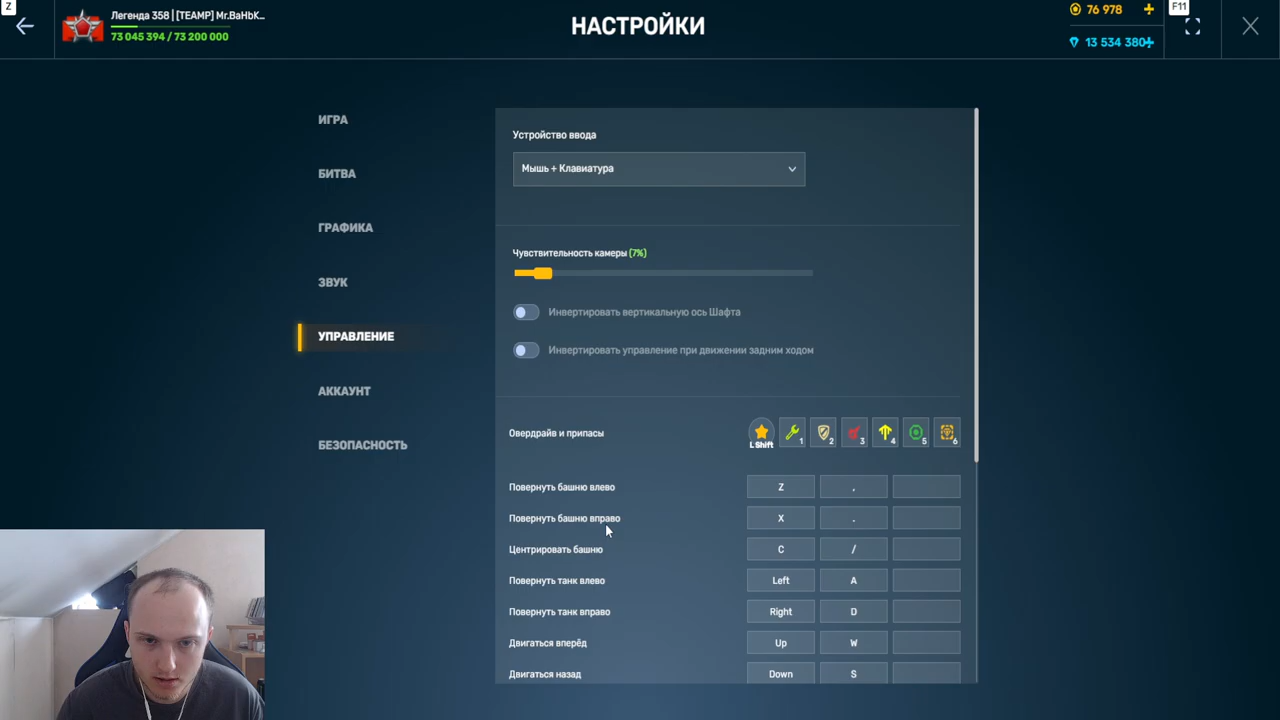 Z
Легенда 358 | [TEAMP] Mr.BaHbK...
73 045 394 / 73 200 000
НАСТРОЙКИ
76 978
13 534 380
F11
ИГРА
БИТВА
ГРАФИКА
ЗВУК
УПРАВЛЕНИЕ
АККАУНТ
БЕЗОПАСНОСТЬ
Устройство ввода
Мышь + Клавиатура
Чувствительность камеры (7%)
Инвертировать вертикальную ось Шафта
Инвертировать управление при движении задним ходом
Овердрайв и припасы
L Shift 1 2 3 4 5 6
Повернуть башню влево Z ,
Повернуть башню вправо X .
Центрировать башню C /
Повернуть танк влево Left A
Повернуть танк вправо Right D
Двигаться вперёд Up W
Двигаться назад Down S